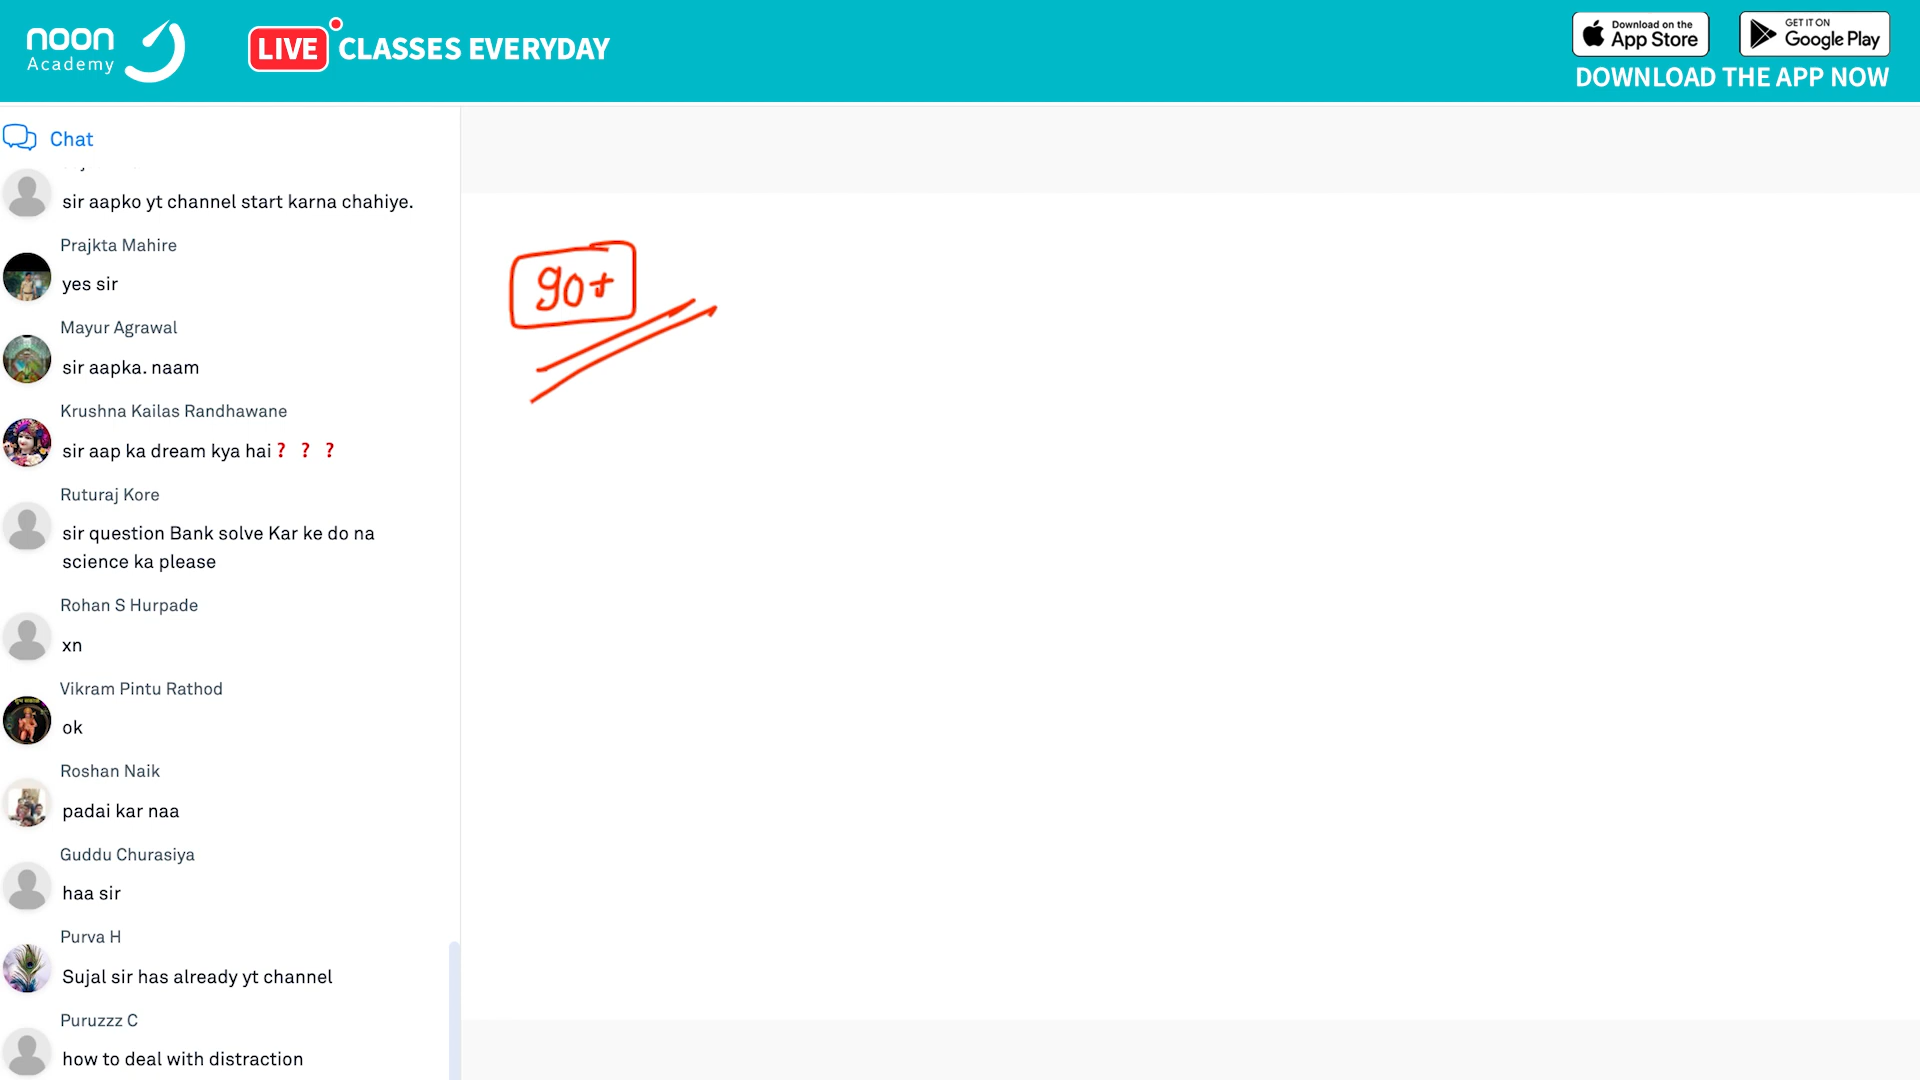 noon
Academy
LIVE CLASSES EVERYDAY
Download on the
App Store
GET IT ON
Google Play
DOWNLOAD THE APP NOW
Chat
sir aapko yt channel start karna chahiye.
Prajkta Mahire
yes sir
Mayur Agrawal
sir aapka. naam
Krushna Kailas Randhawane
sir aap ka dream kya hai❓❓❓
Ruturaj Kore
sir question Bank solve Kar ke do na
science ka please
Rohan S Hurpade
xn
Vikram Pintu Rathod
ok
Roshan Naik
padai kar naa
Guddu Churasiya
haa sir
Purva H
Sujal sir has already yt channel
Puruzzz C
how to deal with distraction
90+